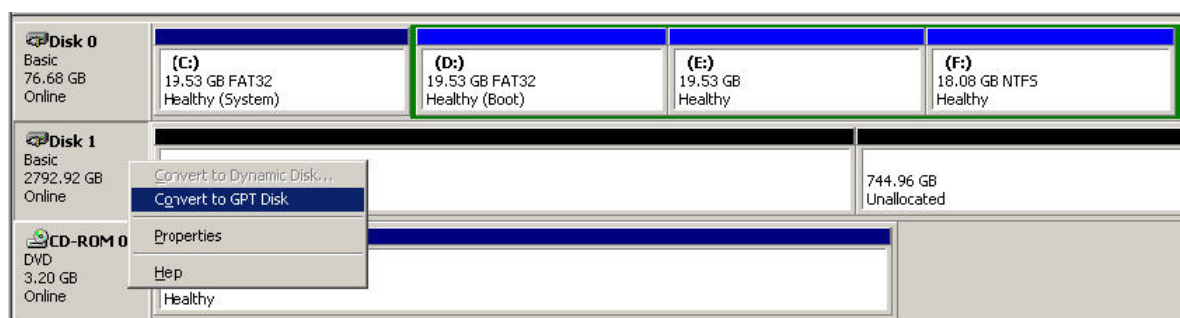 Disk 0
Basic
76.68 GB
Online
(C:)
19.53 GB FAT32
Healthy (System)
(D:)
19.53 GB FAT32
Healthy (Boot)
(E:)
19.53 GB
Healthy
(F:)
18.08 GB NTFS
Healthy
Disk 1
Basic
2792.92 GB
Online
744.96 GB
Unallocated
Convert to Dynamic Disk...
Convert to GPT Disk
Properties
Hep
CD-ROM 0
DVD
3.20 GB
Online
Healthy